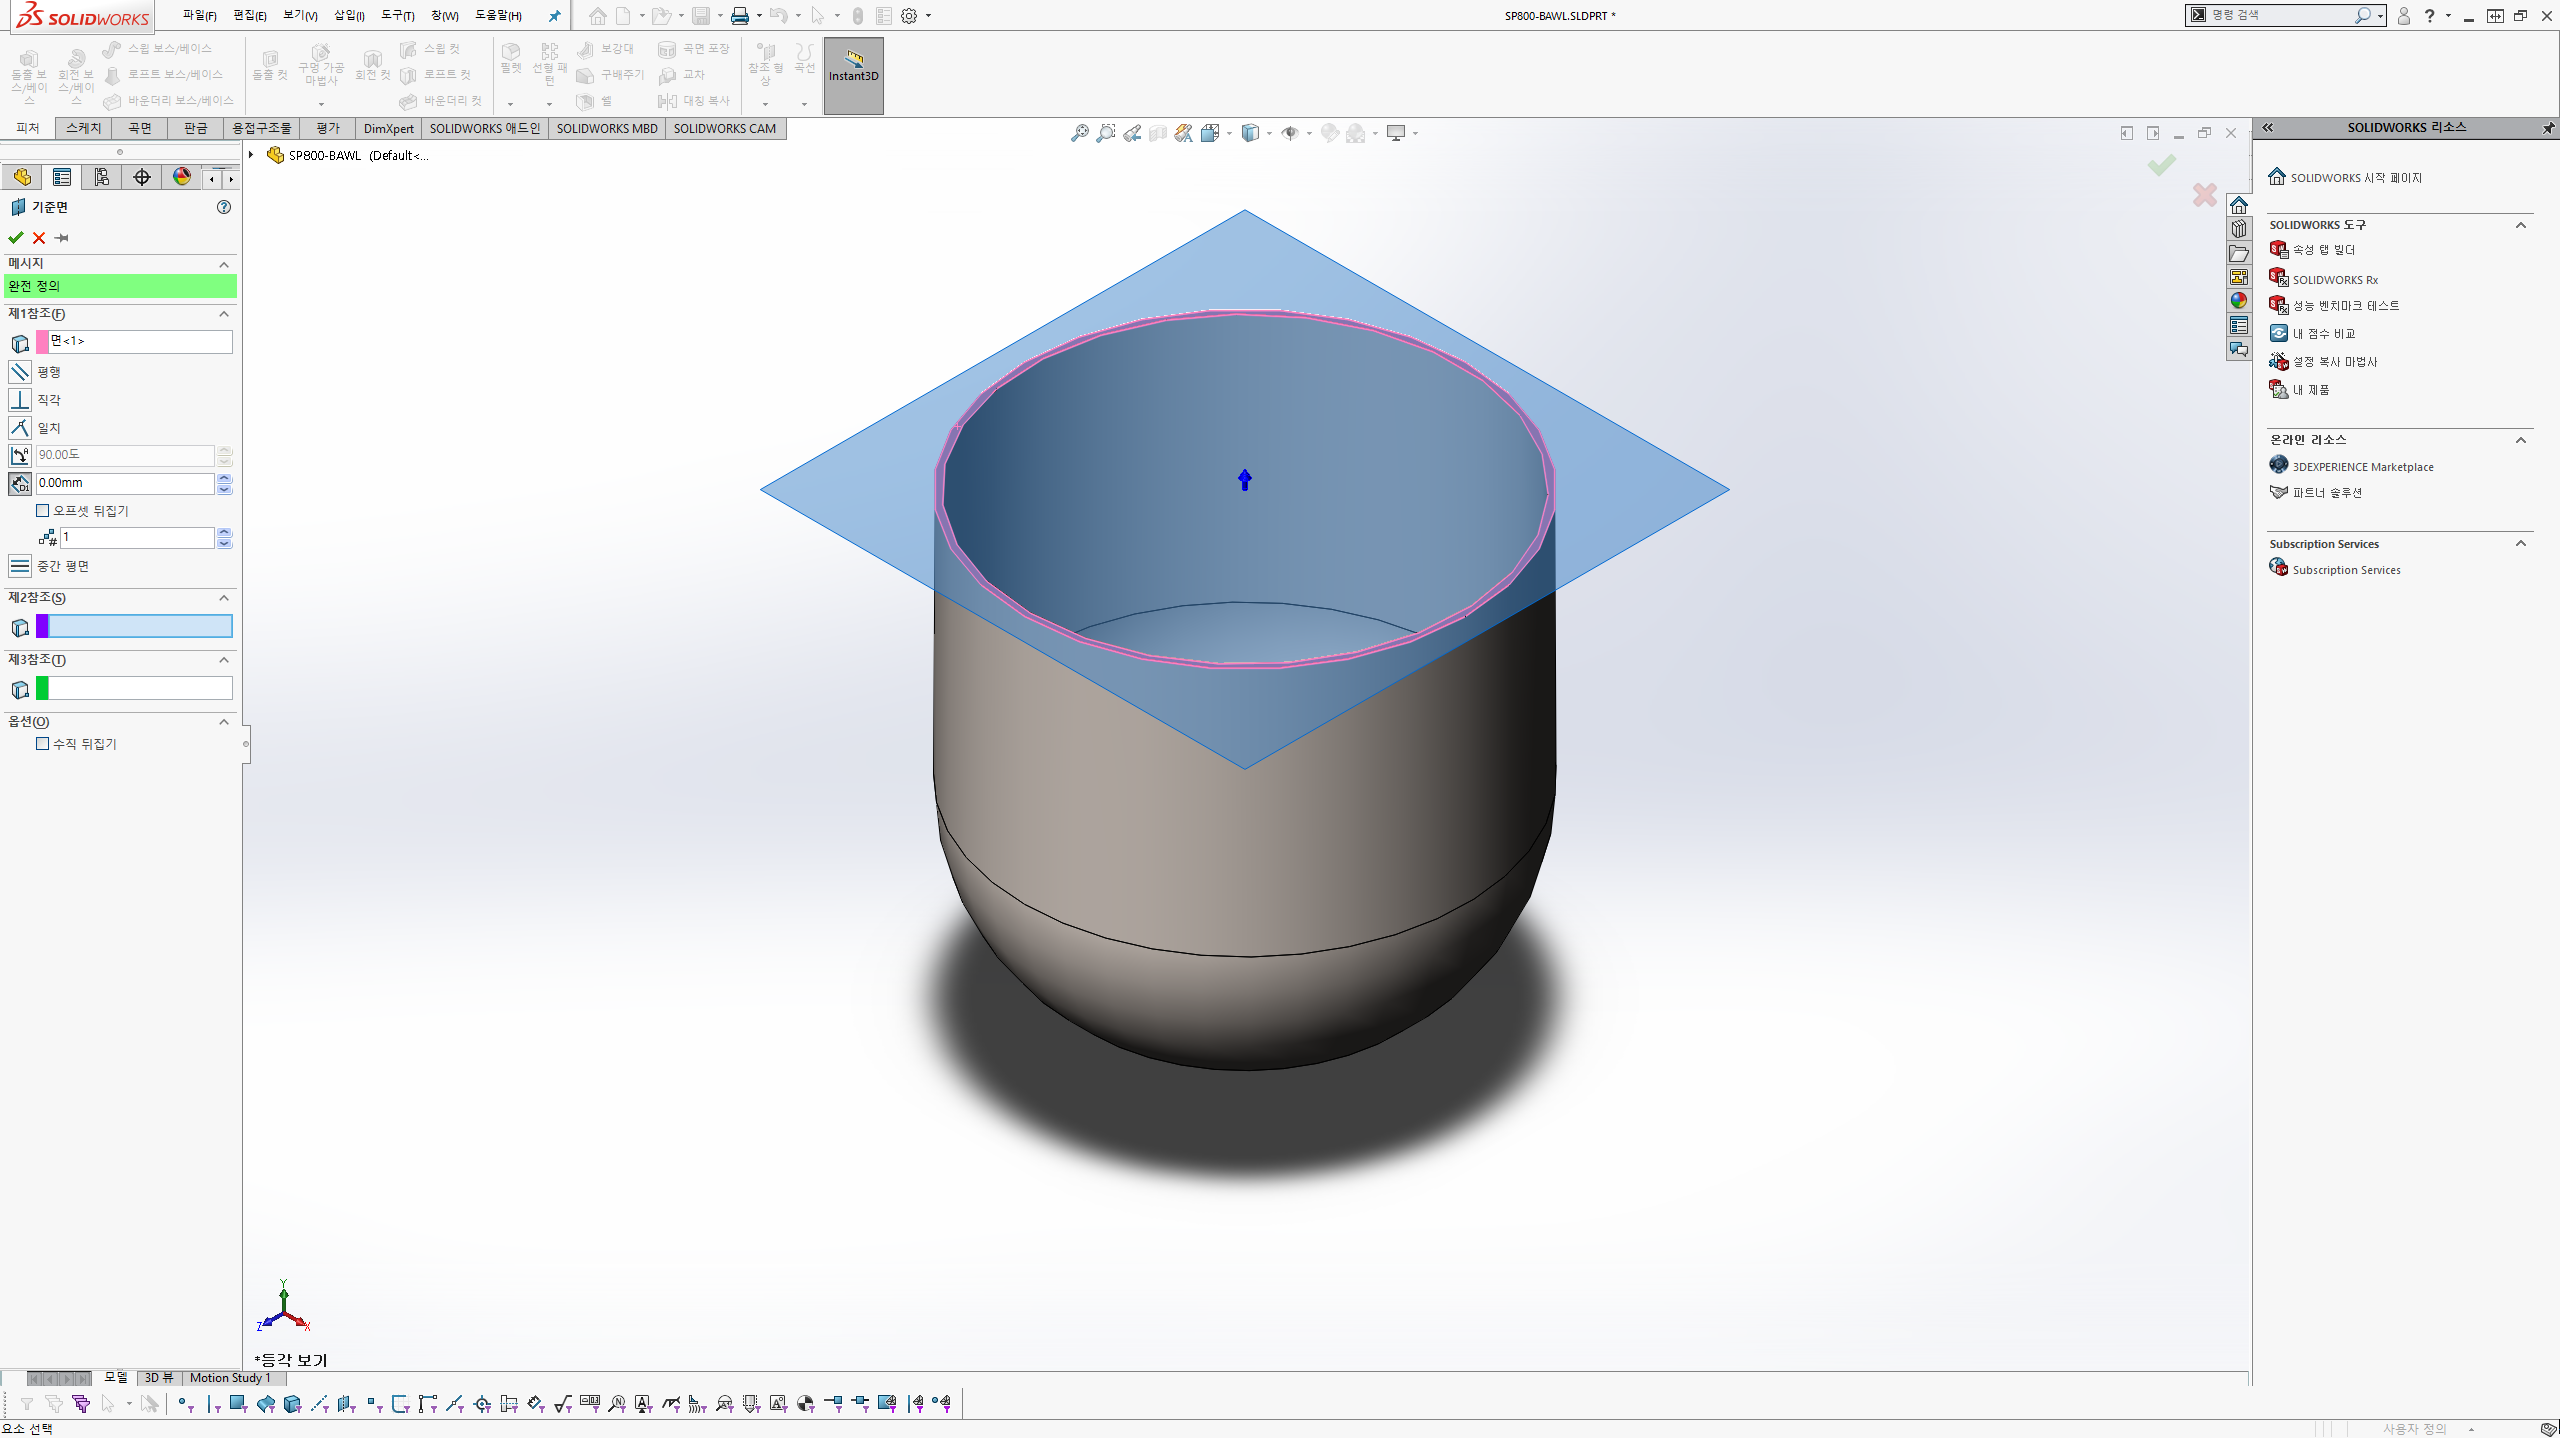 SOLIDWORKS
파일(F) 편집(E) 보기(V) 삽입(I) 도구(T) 창(W) 도움말(H)
SP800-BAWL.SLDPRT *
명령 검색
돌출 보스/베이스
회전 보스/베이스
스윕 보스/베이스
로프트 보스/베이스
바운더리 보스/베이스
돌출 컷
구멍 가공 마법사
회전 컷
스윕 컷
로프트 컷
바운더리 컷
필렛
선형 패턴
보강대
구배주기
쉘
곡면 포장
교차
대칭 복사
참조 형상
곡선
Instant3D
피처 스케치 곡면 판금 용접구조물 평가 DimXpert SOLIDWORKS 애드인 SOLIDWORKS MBD SOLIDWORKS CAM
SP800-BAWL (Default<...
기준면
메시지
완전 정의
제1참조(F)
면<1>
평행
직각
일치
90.00도
0.00mm
오프셋 뒤집기
1
중간 평면
제2참조(S)
제3참조(T)
옵션(O)
수직 뒤집기
Y
Z
X
*등각 보기
SOLIDWORKS 리소스
SOLIDWORKS 시작 페이지
SOLIDWORKS 도구
속성 탭 빌더
SOLIDWORKS Rx
성능 벤치마크 테스트
내 점수 비교
설정 복사 마법사
내 제품
온라인 리소스
3DEXPERIENCE Marketplace
파트너 솔루션
Subscription Services
Subscription Services
모델 3D 뷰 Motion Study 1
요소 선택
사용자 정의